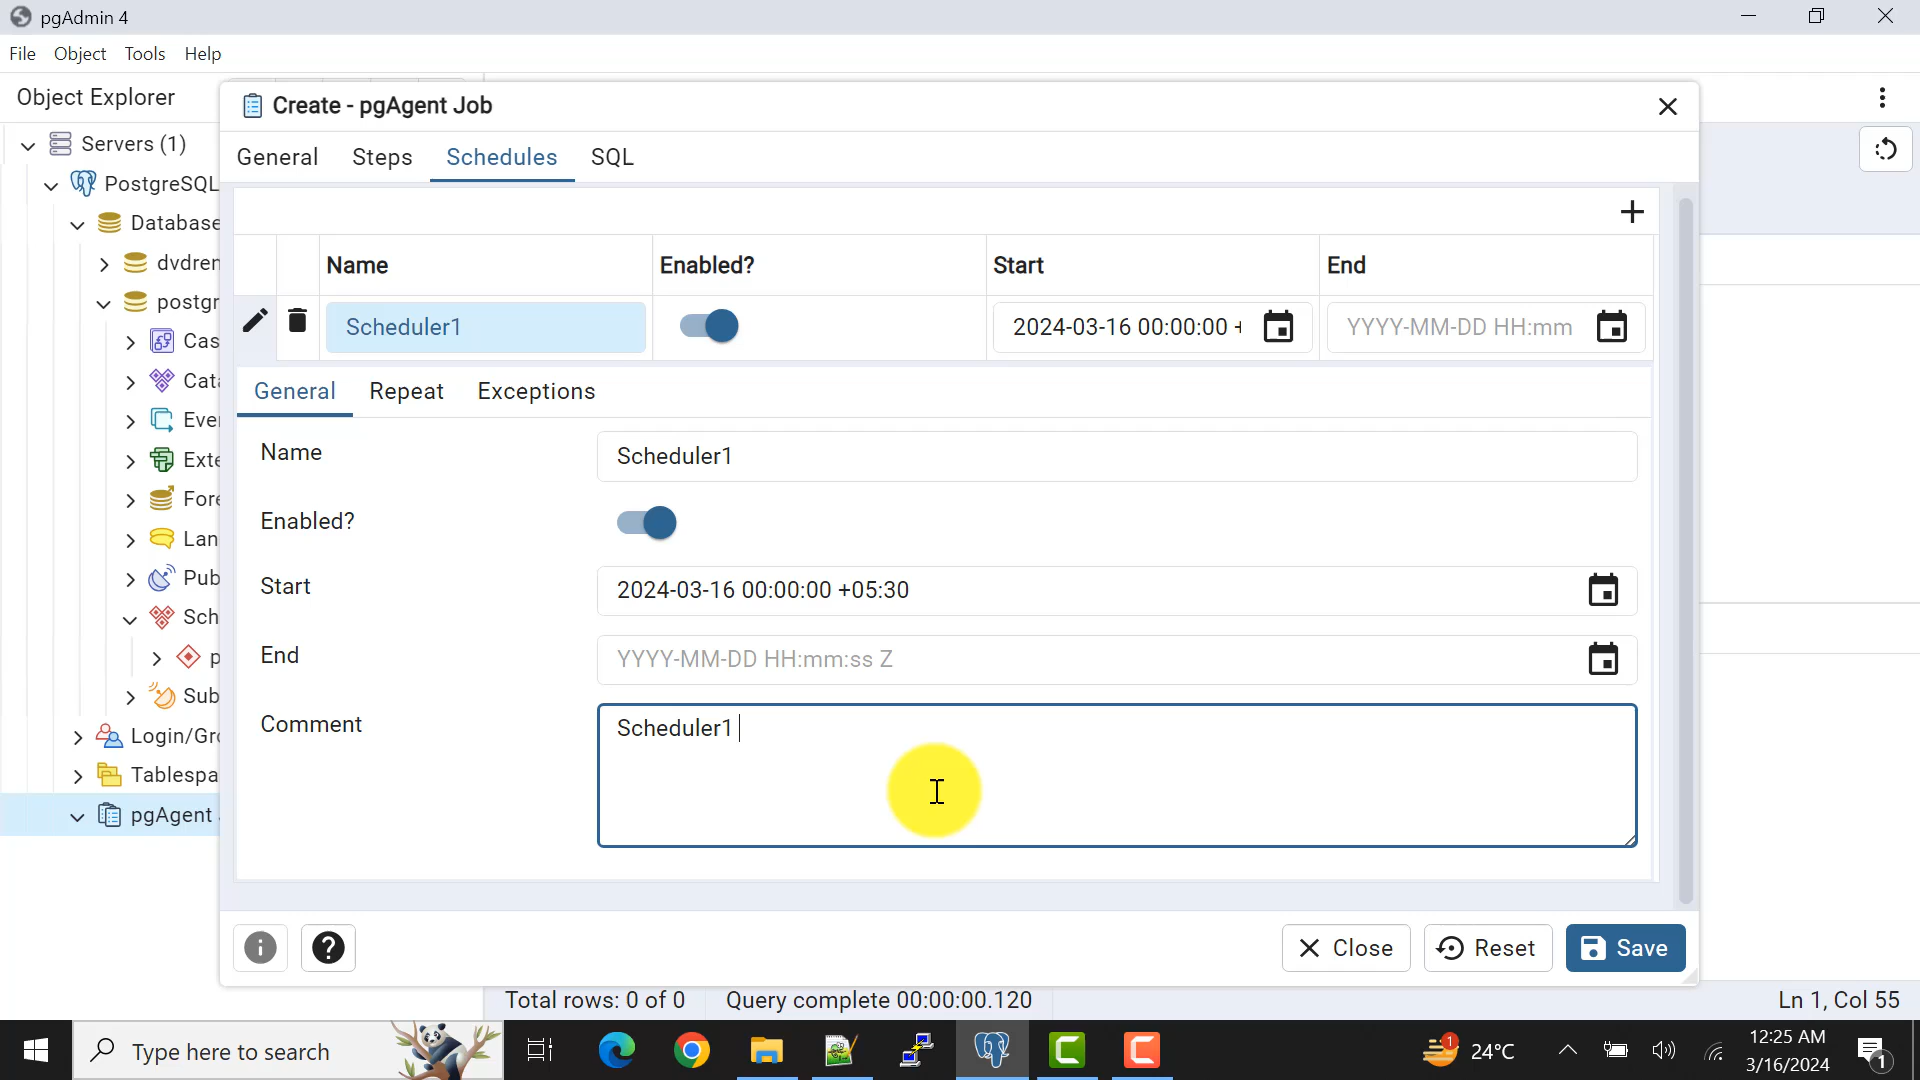 pgAdmin 4
File Object Tools Help
Object Explorer
Servers (1)
PostgreSQL
Database
dvdren
postgr
Cas
Cata
Ever
Exte
Fore
Lan
Pub
Sch
p
Sub
Login/Gro
Tablespa
pgAgent
Create - pgAgent Job
General Steps Schedules SQL
Name Enabled? Start End
Scheduler1 2024-03-16 00:00:00 + YYYY-MM-DD HH:mm
General Repeat Exceptions
Name Scheduler1
Enabled?
Start 2024-03-16 00:00:00 +05:30
End YYYY-MM-DD HH:mm:ss Z
Comment Scheduler1
Close Reset Save
Total rows: 0 of 0 Query complete 00:00:00.120 Ln 1, Col 55
Type here to search
1 24°C
12:25 AM
3/16/2024
1